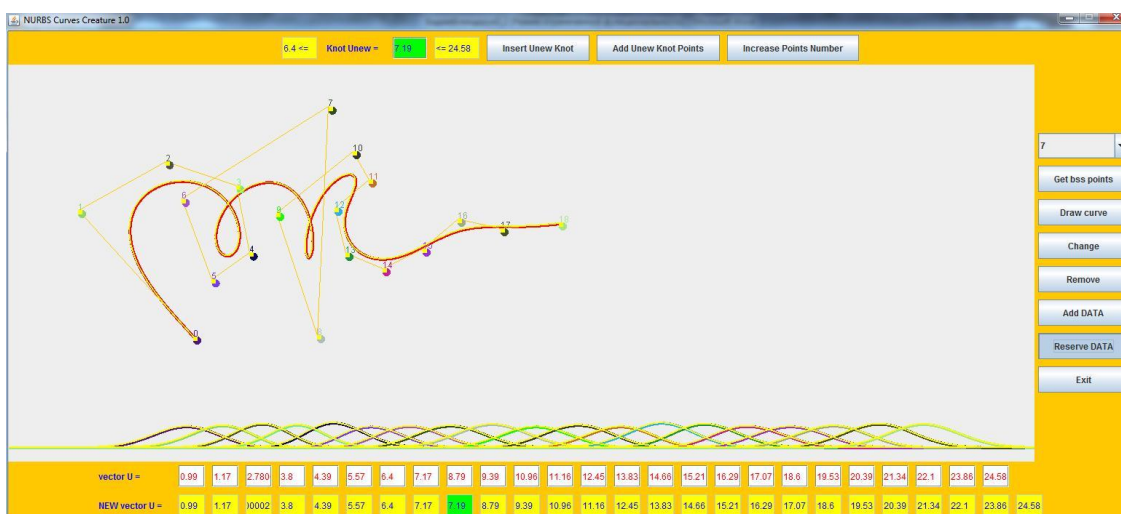 NURBS Curves Creature 1.0
6.4 <= Knot Unew = 7.19 <= 24.58 Insert Unew Knot Add Unew Knot Points Increase Points Number
7
10
2
11
3
6
1 12
9
16
17 18
4
13
15
14
5
0
8
7
Get bss points
Draw curve
Change
Remove
Add DATA
Reserve DATA
Exit
vector U = 0.99 1.17 2.780 3.8 4.39 5.57 6.4 7.17 8.79 9.39 10.96 11.16 12.45 13.83 14.66 15.21 16.29 17.07 18.6 19.53 20.39 21.34 22.1 23.86 24.58
NEW vector U = 0.99 1.17 00002 3.8 4.39 5.57 6.4 7.17 7.19 8.79 9.39 10.96 11.16 12.45 13.83 14.66 15.21 16.29 17.07 18.6 19.53 20.39 21.34 22.1 23.86 24.58